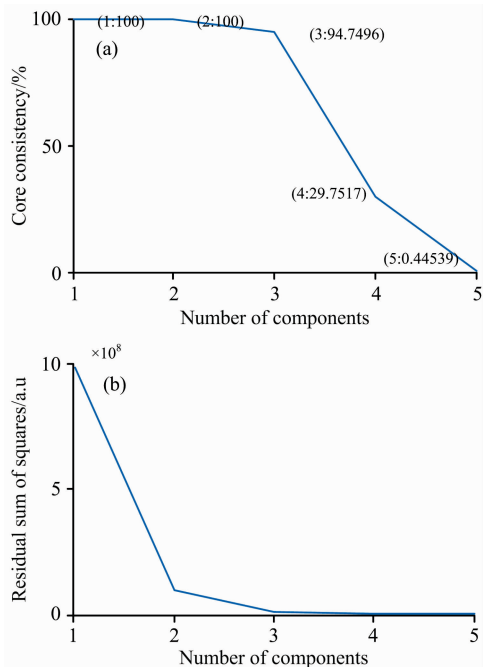 100
(1:100)
(2:100)
(3:94.7496)
(a)
Core consistency/%
50
(4:29.7517)
(5:0.44539)
0
1 2 3 4 5
Number of components
×10⁸
10
(b)
Residual sum of squares/a.u
5
0
1 2 3 4 5
Number of components